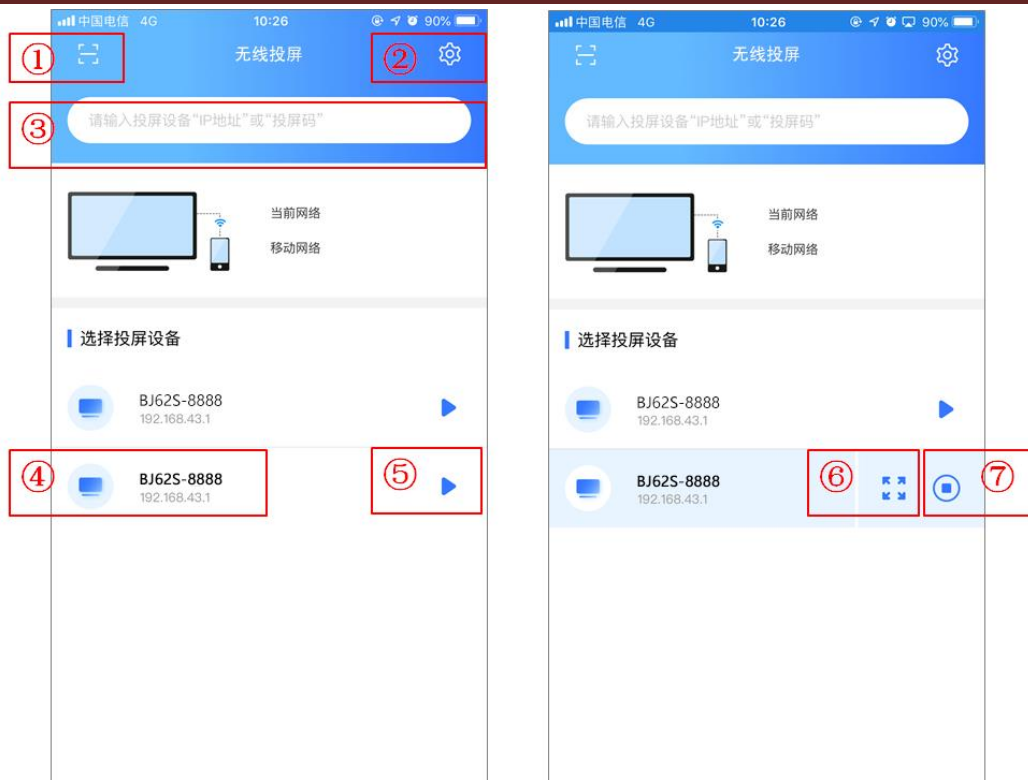 中国电信 4G 10:26 90%
① 无线投屏 ②
③ 请输入投屏设备“IP地址”或“投屏码”
当前网络
移动网络
选择投屏设备
BJ62S-8888
192.168.43.1
④ BJ62S-8888 ⑤
192.168.43.1
中国电信 4G 10:26 90%
无线投屏
请输入投屏设备“IP地址”或“投屏码”
当前网络
移动网络
选择投屏设备
BJ62S-8888
192.168.43.1
BJ62S-8888 ⑥ ⑦
192.168.43.1